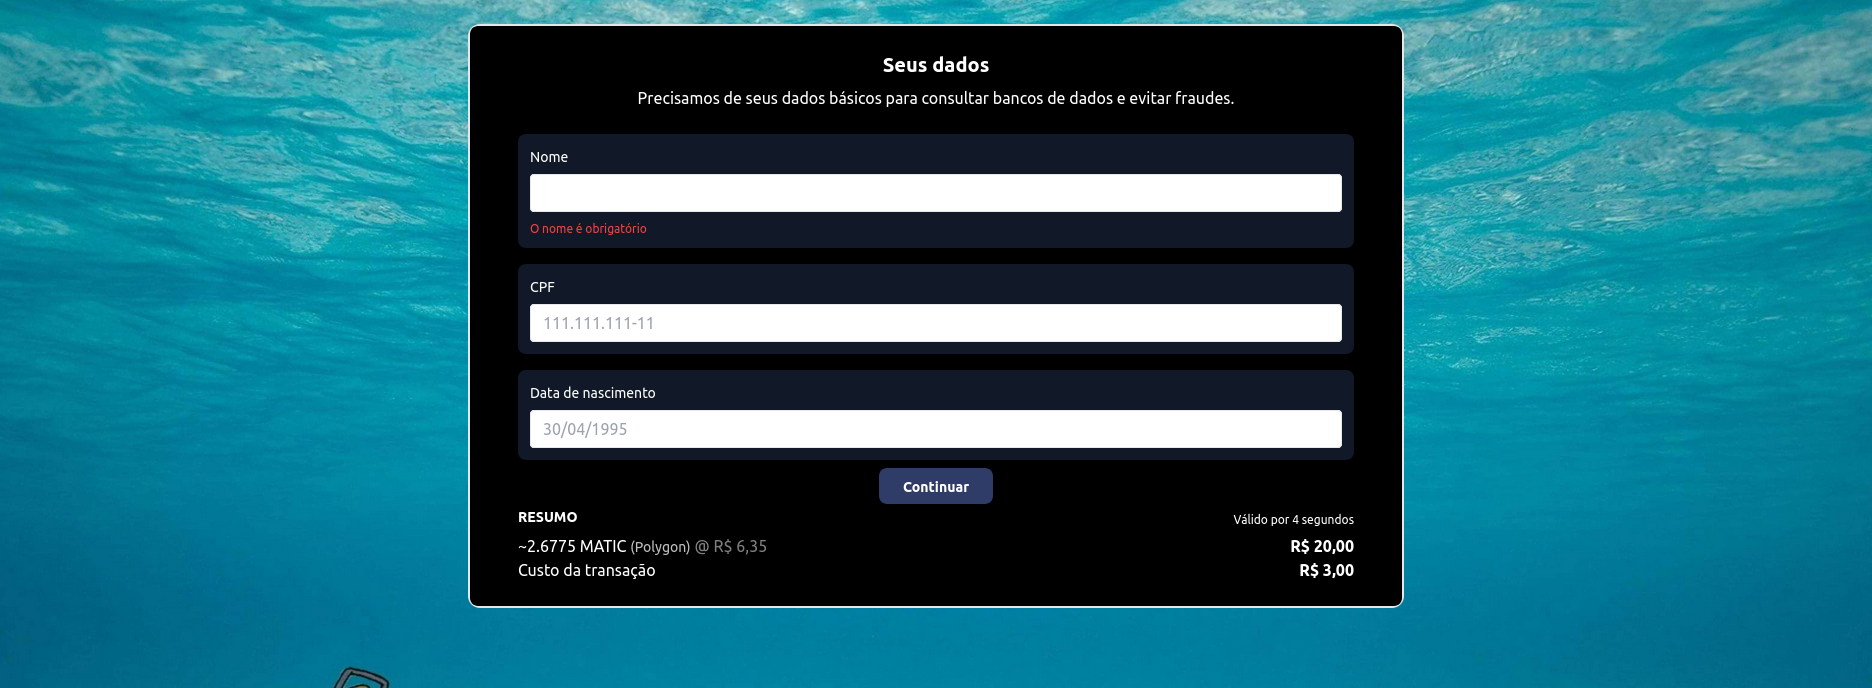 Seus dados
Precisamos de seus dados básicos para consultar bancos de dados e evitar fraudes.
Nome
O nome é obrigatório
CPF
111.111.111-11
Data de nascimento
30/04/1995
Continuar
RESUMO Válido por 4 segundos
~2.6775 MATIC (Polygon) @ R$ 6,35 R$ 20,00
Custo da transação R$ 3,00